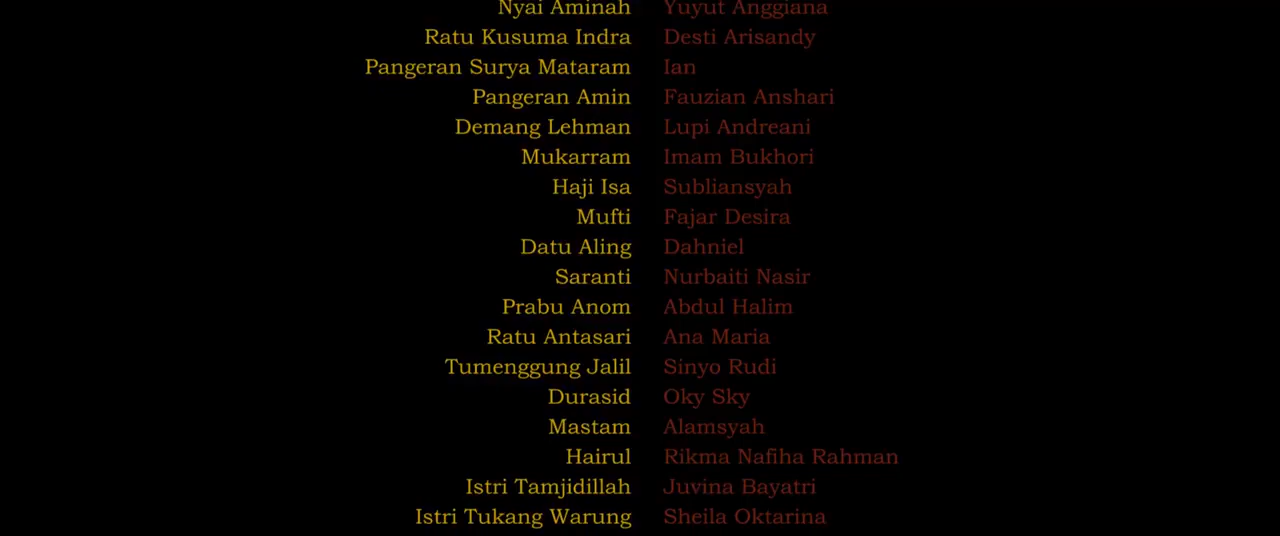 Nyai Aminah Yuyut Anggiana
Ratu Kusuma Indra Desti Arisandy
Pangeran Surya Mataram Ian
Pangeran Amin Fauzian Anshari
Demang Lehman Lupi Andreani
Mukarram Imam Bukhori
Haji Isa Subliansyah
Mufti Fajar Desira
Datu Aling Dahniel
Saranti Nurbaiti Nasir
Prabu Anom Abdul Halim
Ratu Antasari Ana Maria
Tumenggung Jalil Sinyo Rudi
Durasid Oky Sky
Mastam Alamsyah
Hairul Rikma Nafiha Rahman
Istri Tamjidillah Juvina Bayatri
Istri Tukang Warung Sheila Oktarina